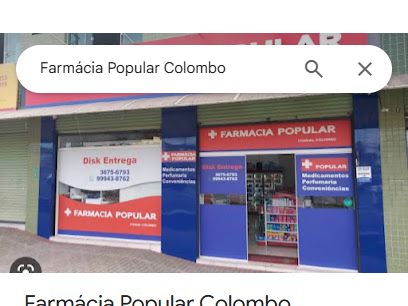 POPULAR
Farmácia Popular Colombo
FARMACIA POPULAR
Disk Entrega
3675-6793
99943-8762
FARMACIA POPULAR
Medicamentos
Perfumaria
Conveniências
Disk Entrega
3675-6793
99943-8762
POPULAR
Medicamentos
Perfumaria
Conveniências
FARMACIA POPULAR
Farmácia Popular Colombo